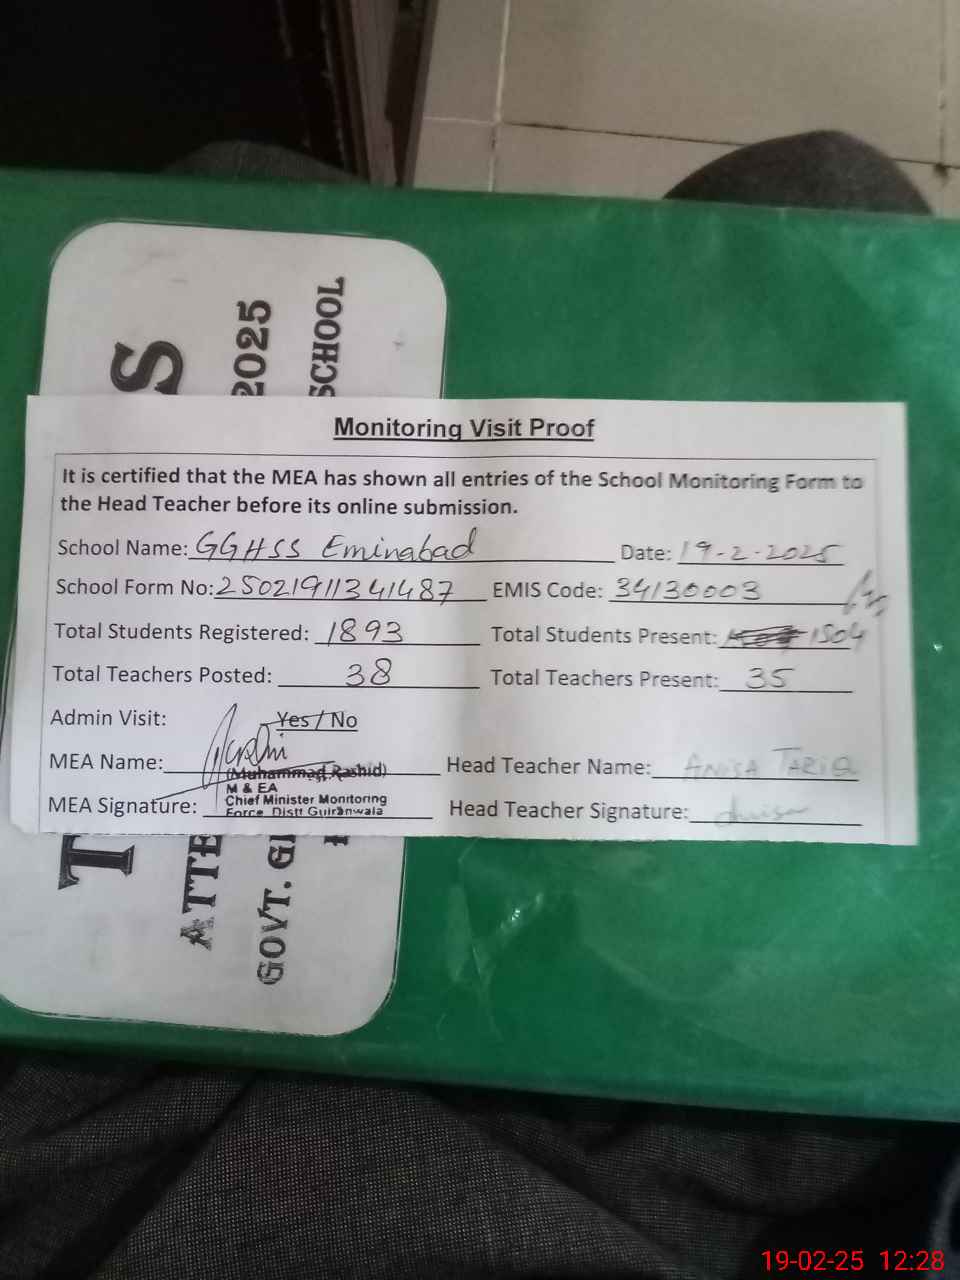 S
2025
SCHOOL
Monitoring Visit Proof
It is certified that the MEA has shown all entries of the School Monitoring Form to
the Head Teacher before its online submission.
School Name: GGHSS Eminabad Date: 19-2-2025
School Form No: 25021911341487 EMIS Code: 34130003
Total Students Registered: 1893 Total Students Present: 1504
Total Teachers Posted: 38 Total Teachers Present: 35
Admin Visit: Yes / No
MEA Name: (Muhammad Rashid) Head Teacher Name: ANISA TARIQ
M & EA
MEA Signature: Chief Minister Monitoring Head Teacher Signature: Anisa
Force Distt Gujranwala
T
ATTE
GOVT. GI
19-02-25 12:28